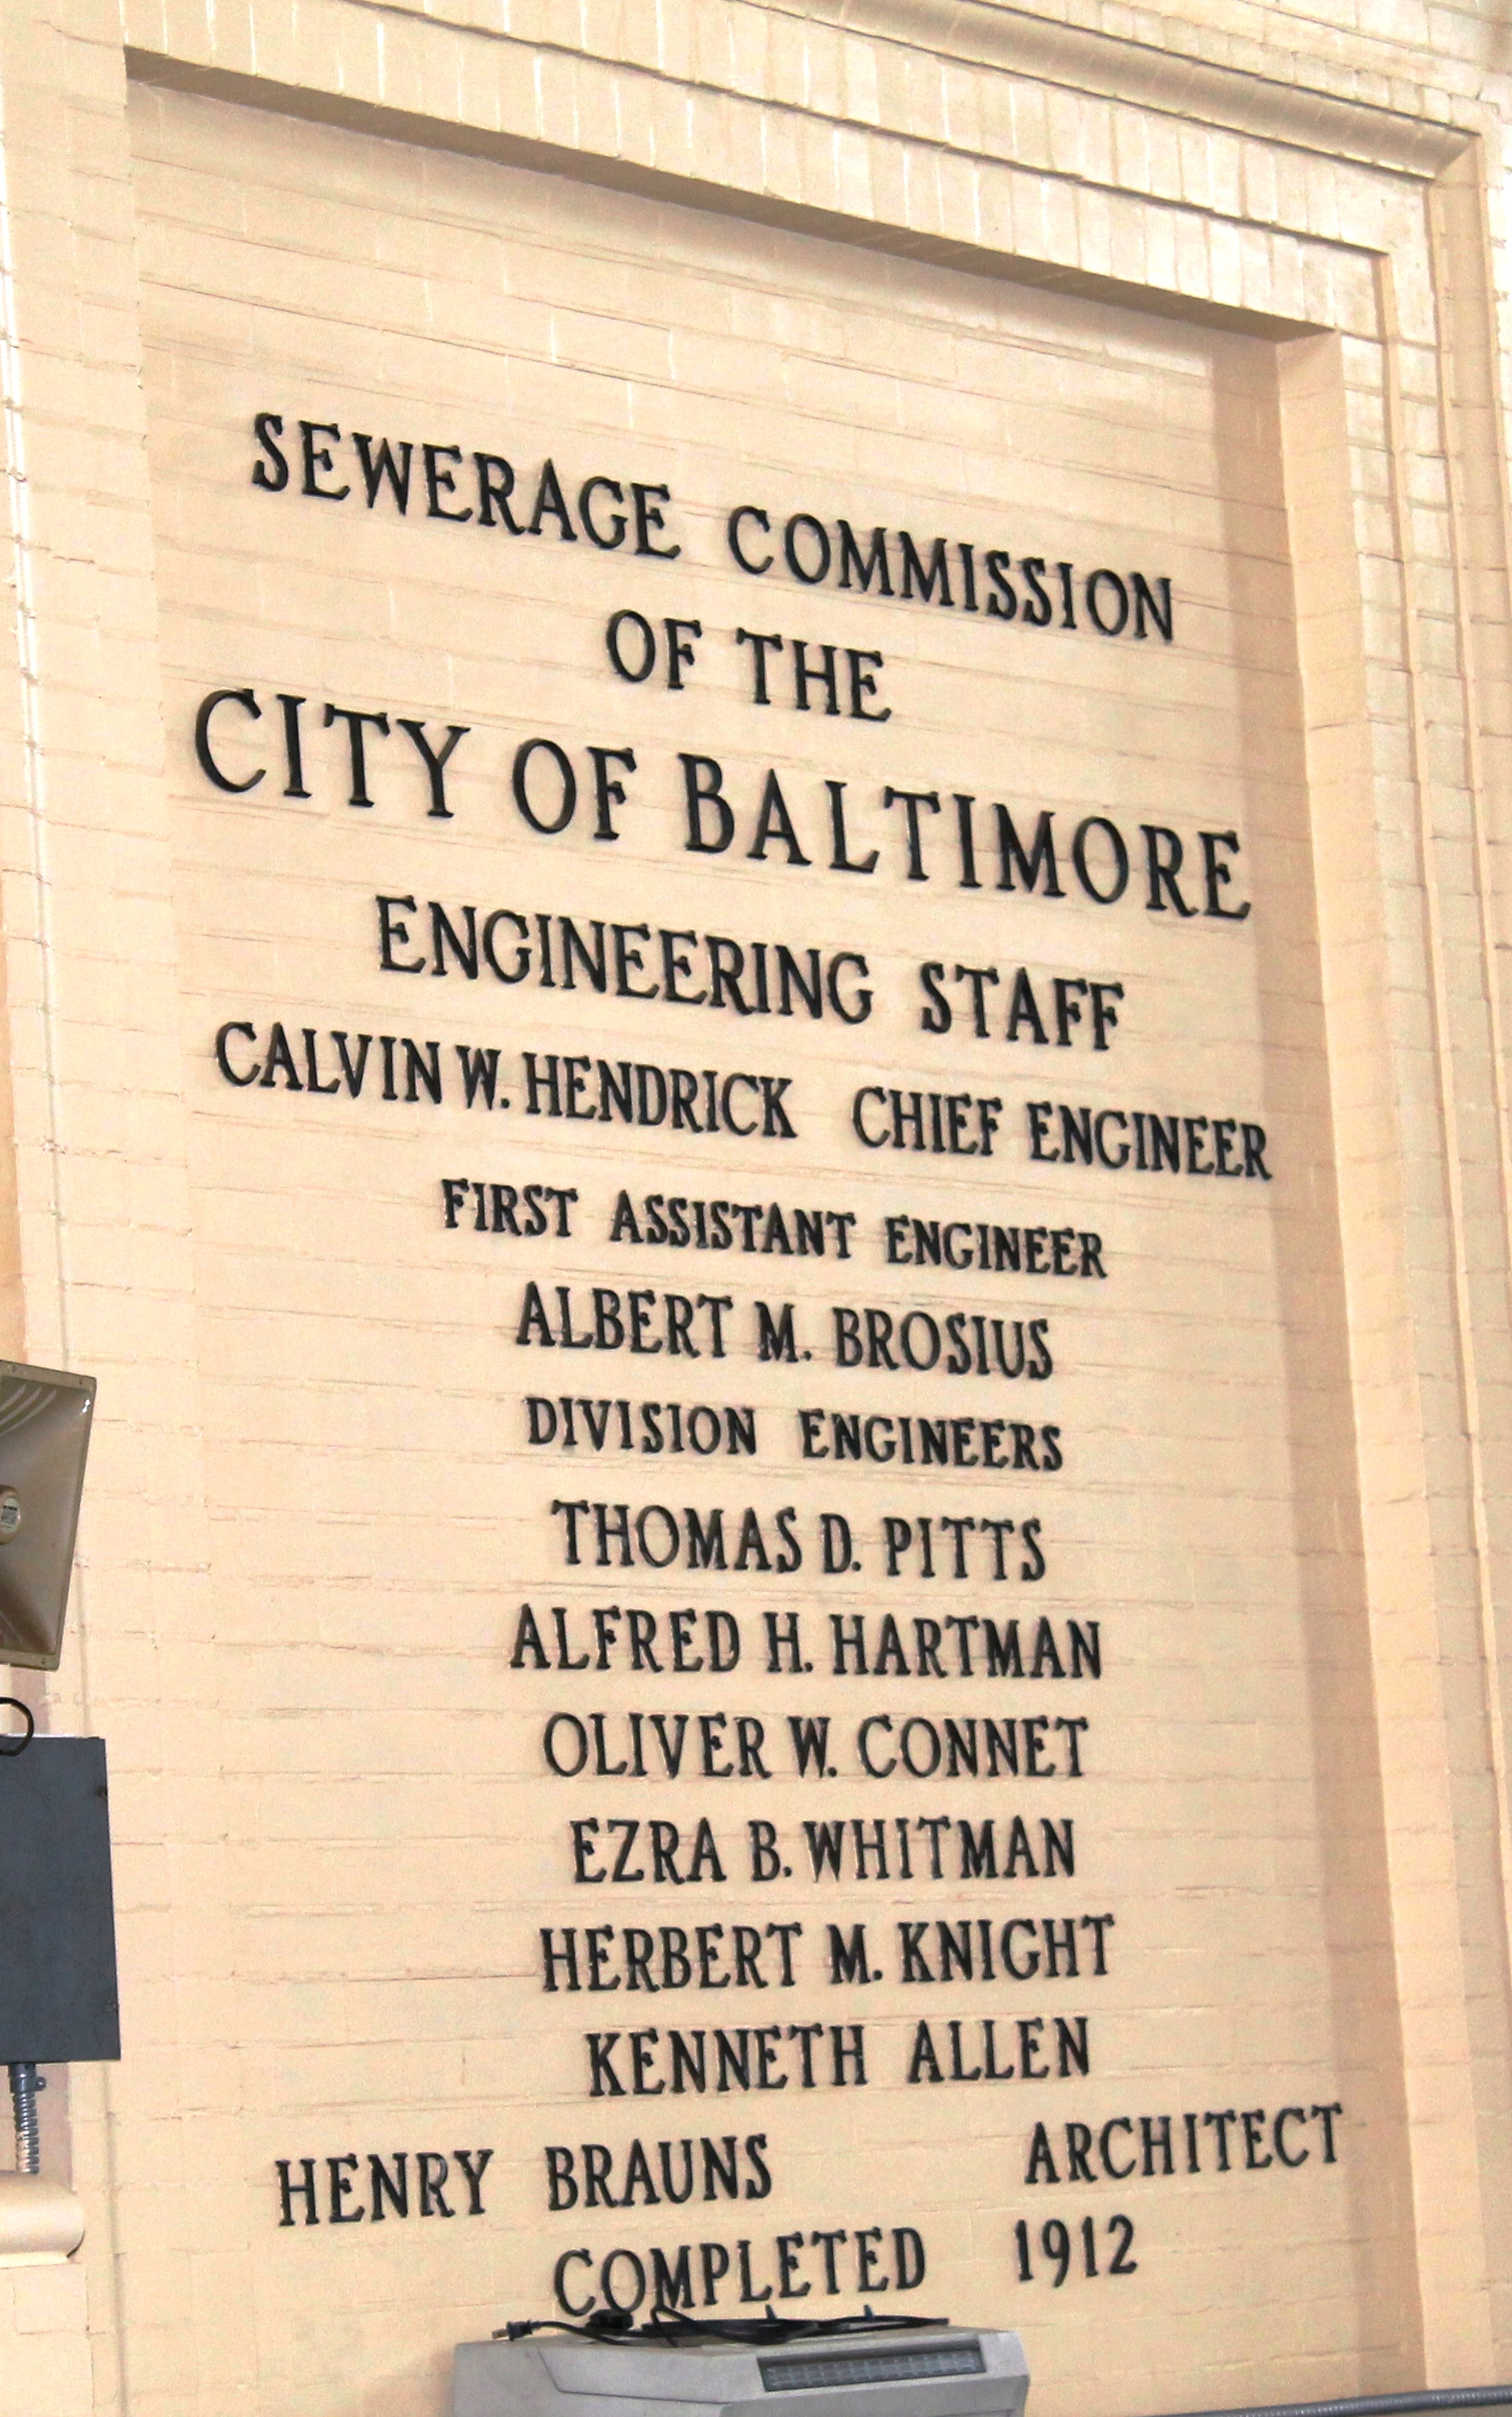 SEWERAGE COMMISSION
OF THE
CITY OF BALTIMORE
ENGINEERING STAFF
CALVIN W. HENDRICK CHIEF ENGINEER
FIRST ASSISTANT ENGINEER
ALBERT M. BROSIUS
DIVISION ENGINEERS
THOMAS D. PITTS
ALFRED H. HARTMAN
OLIVER W. CONNET
EZRA B. WHITMAN
HERBERT M. KNIGHT
KENNETH ALLEN
HENRY BRAUNS ARCHITECT
COMPLETED 1912